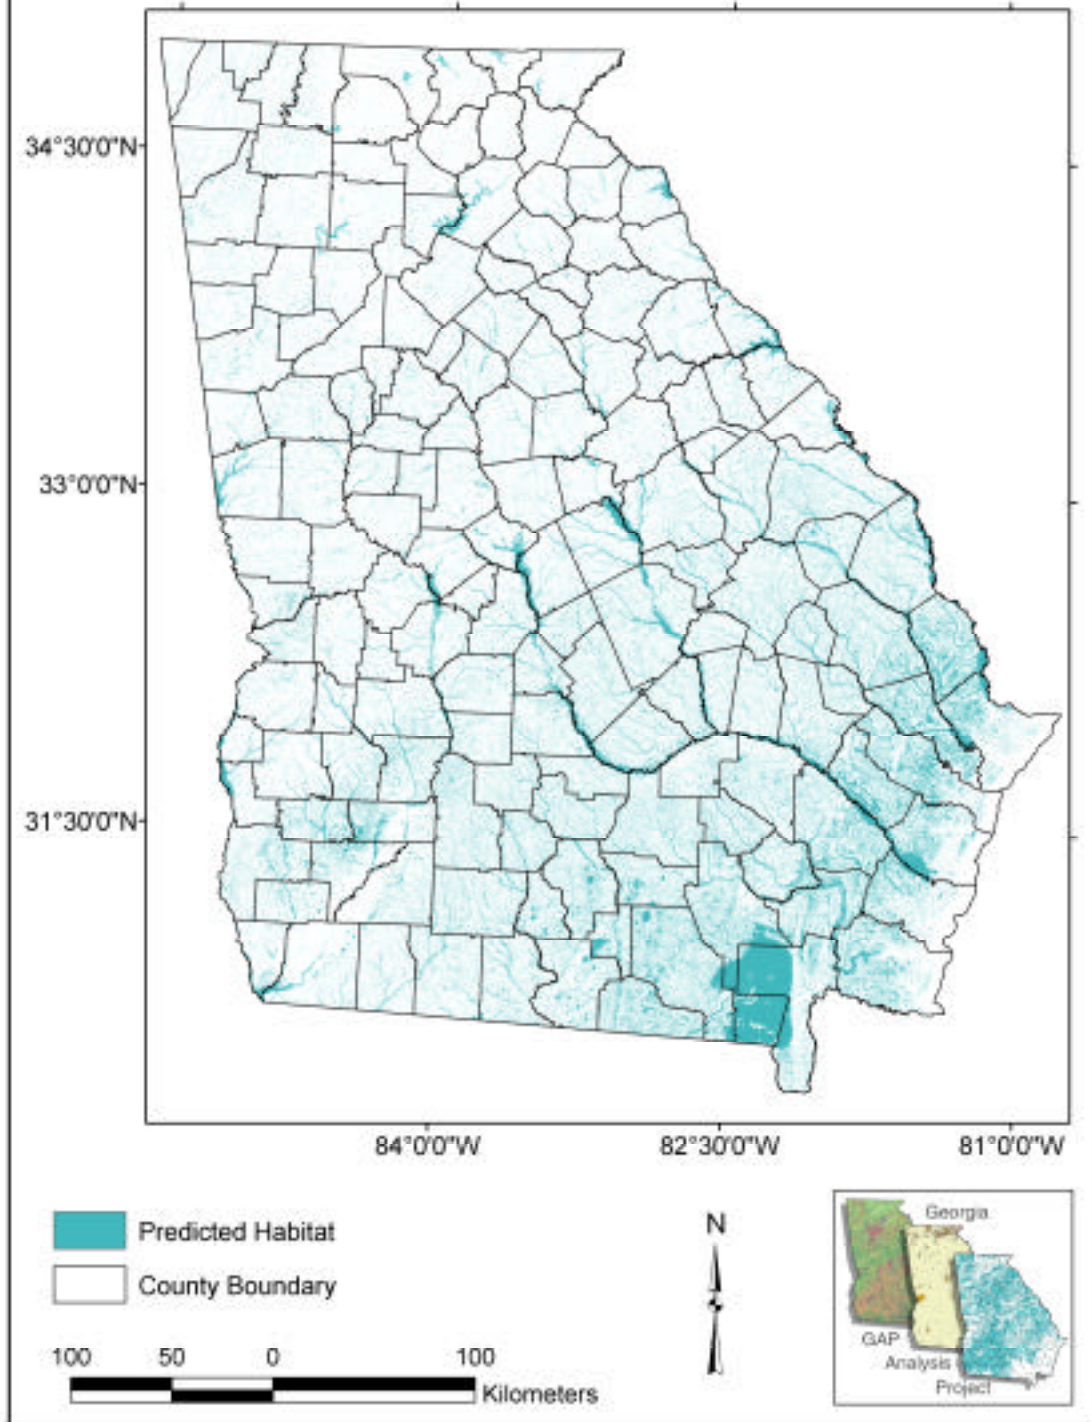 34°30'0"N
33°0'0"N
31°30'0"N
84°0'0"W
82°30'0"W
81°0'0"W
Predicted Habitat
County Boundary
N
100 50 0 100
Kilometers
Georgia
GAP
Analysis
Project